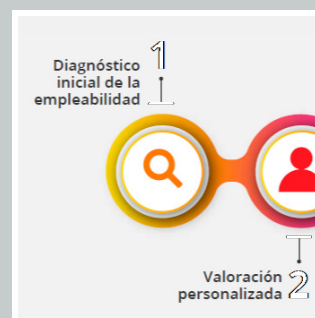 1
Diagnóstico
inicial de la
empleabilidad
Valoración
personalizada
2